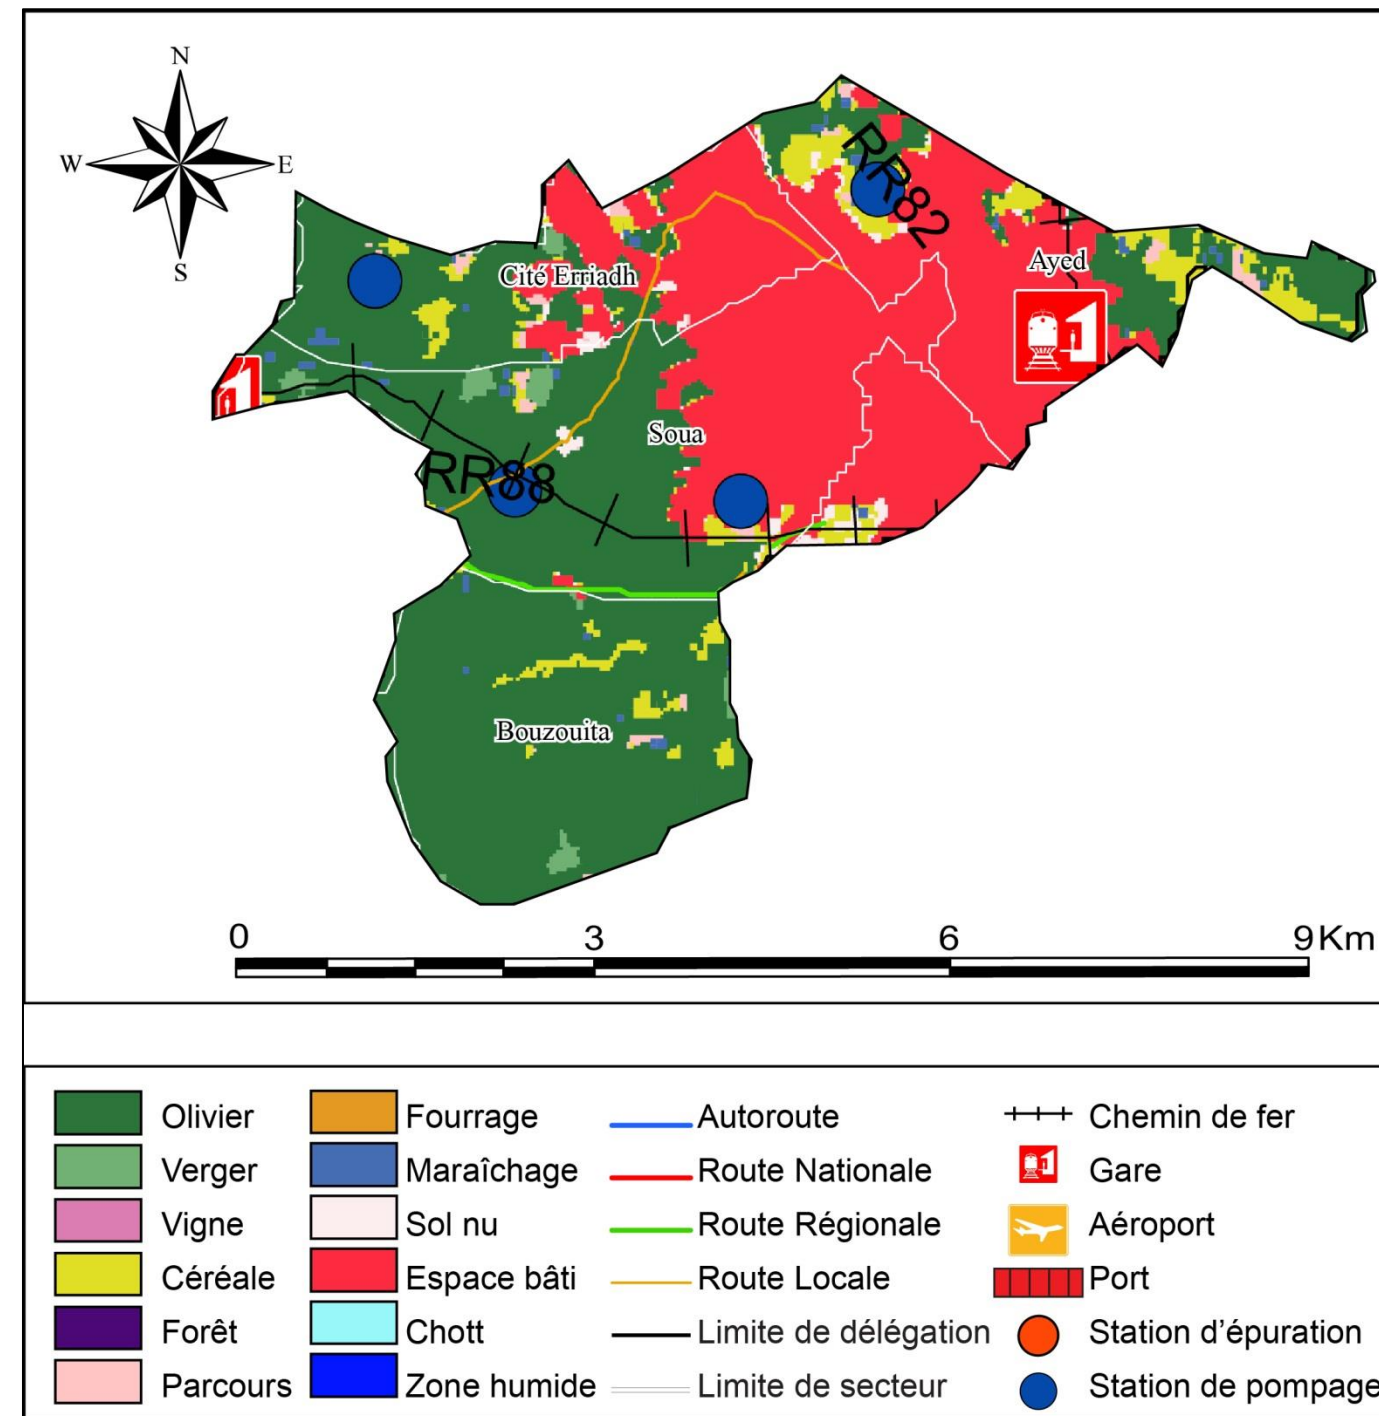 N
W
E
S
RR82
Ayed
Cité Erriadh
Soua
RR88
Bouzouita
0 3 6 9 Km
Olivier Fourrage Autoroute Chemin de fer
Verger Maraîchage Route Nationale Gare
Vigne Sol nu Route Régionale Aéroport
Céréale Espace bâti Route Locale Port
Forêt Chott Limite de délégation Station d'épuration
Parcours Zone humide Limite de secteur Station de pompage